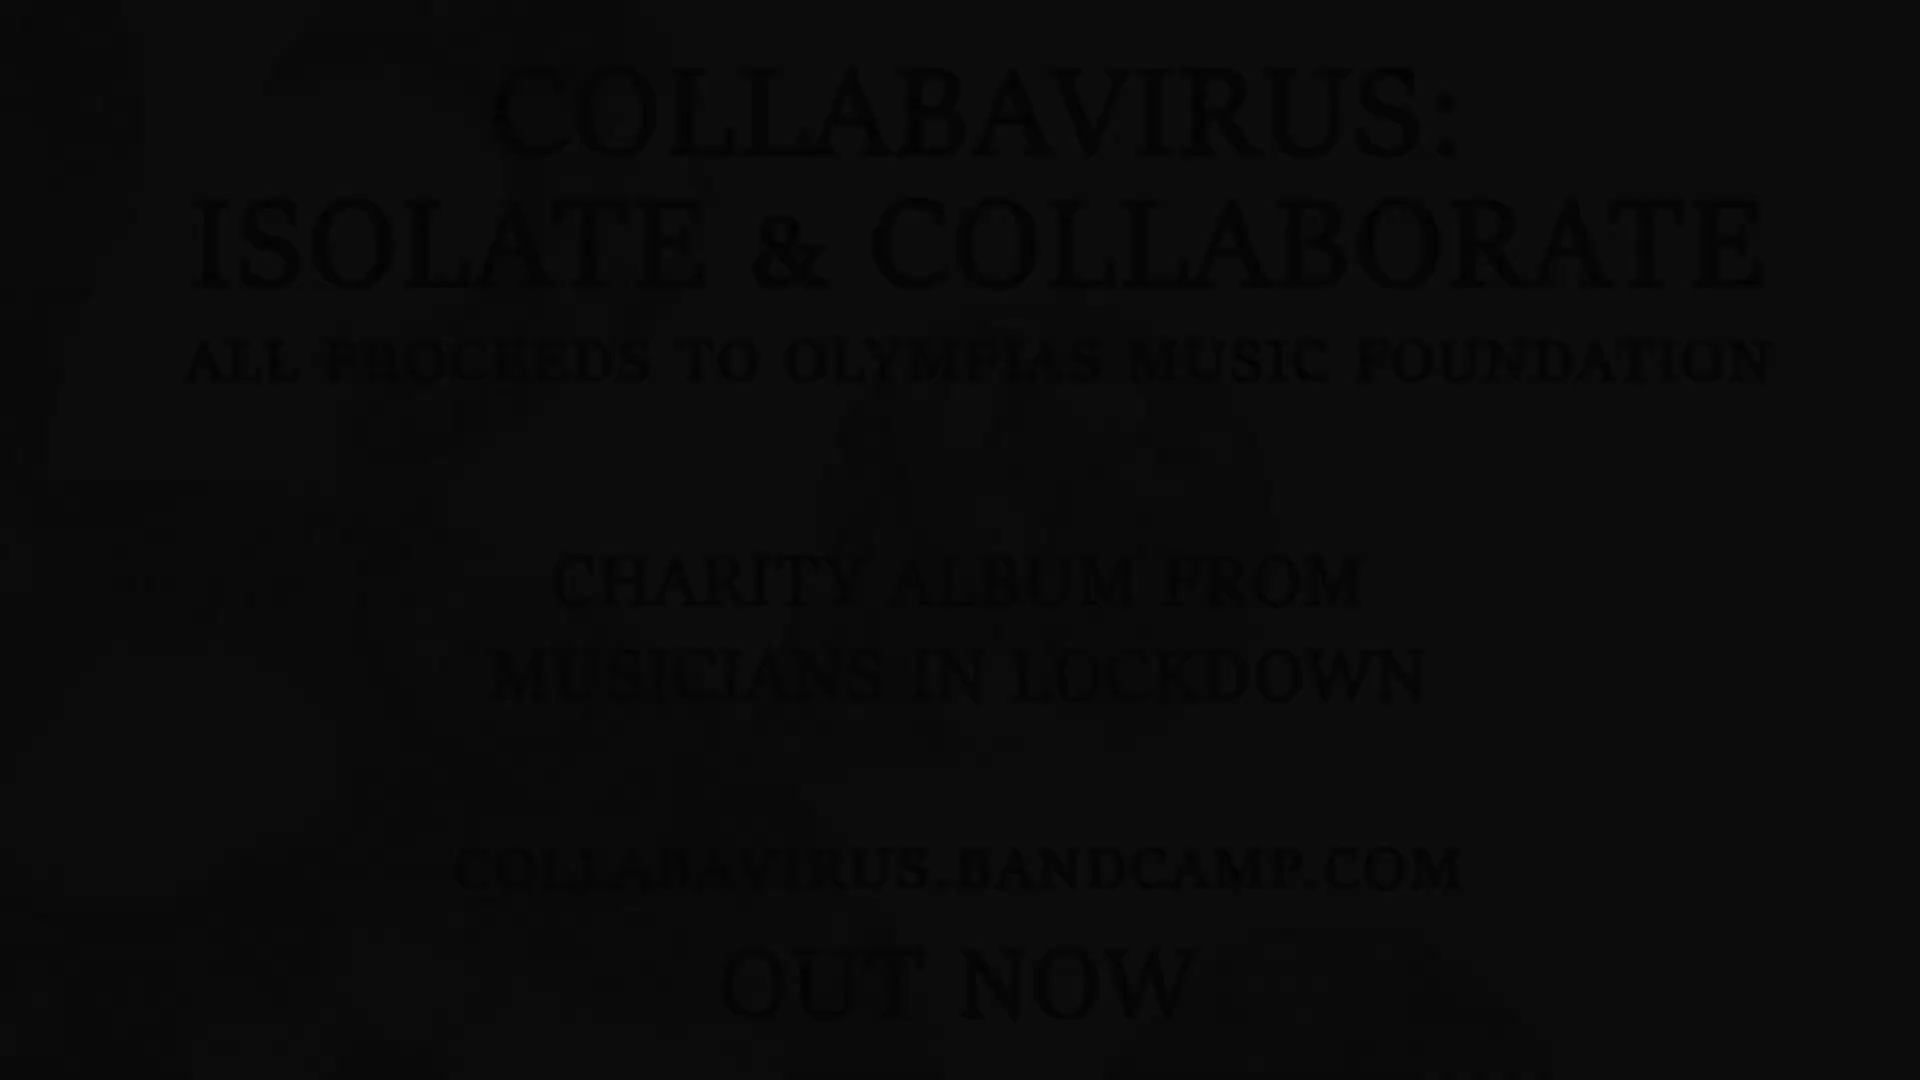 COLLABAVIRUS:
ISOLATE & COLLABORATE
ALL PROCEEDS TO OLYMPIAS MUSIC FOUNDATION
CHARITY ALBUM FROM
MUSICIANS IN LOCKDOWN
COLLABAVIRUS.BANDCAMP.COM
OUT NOW